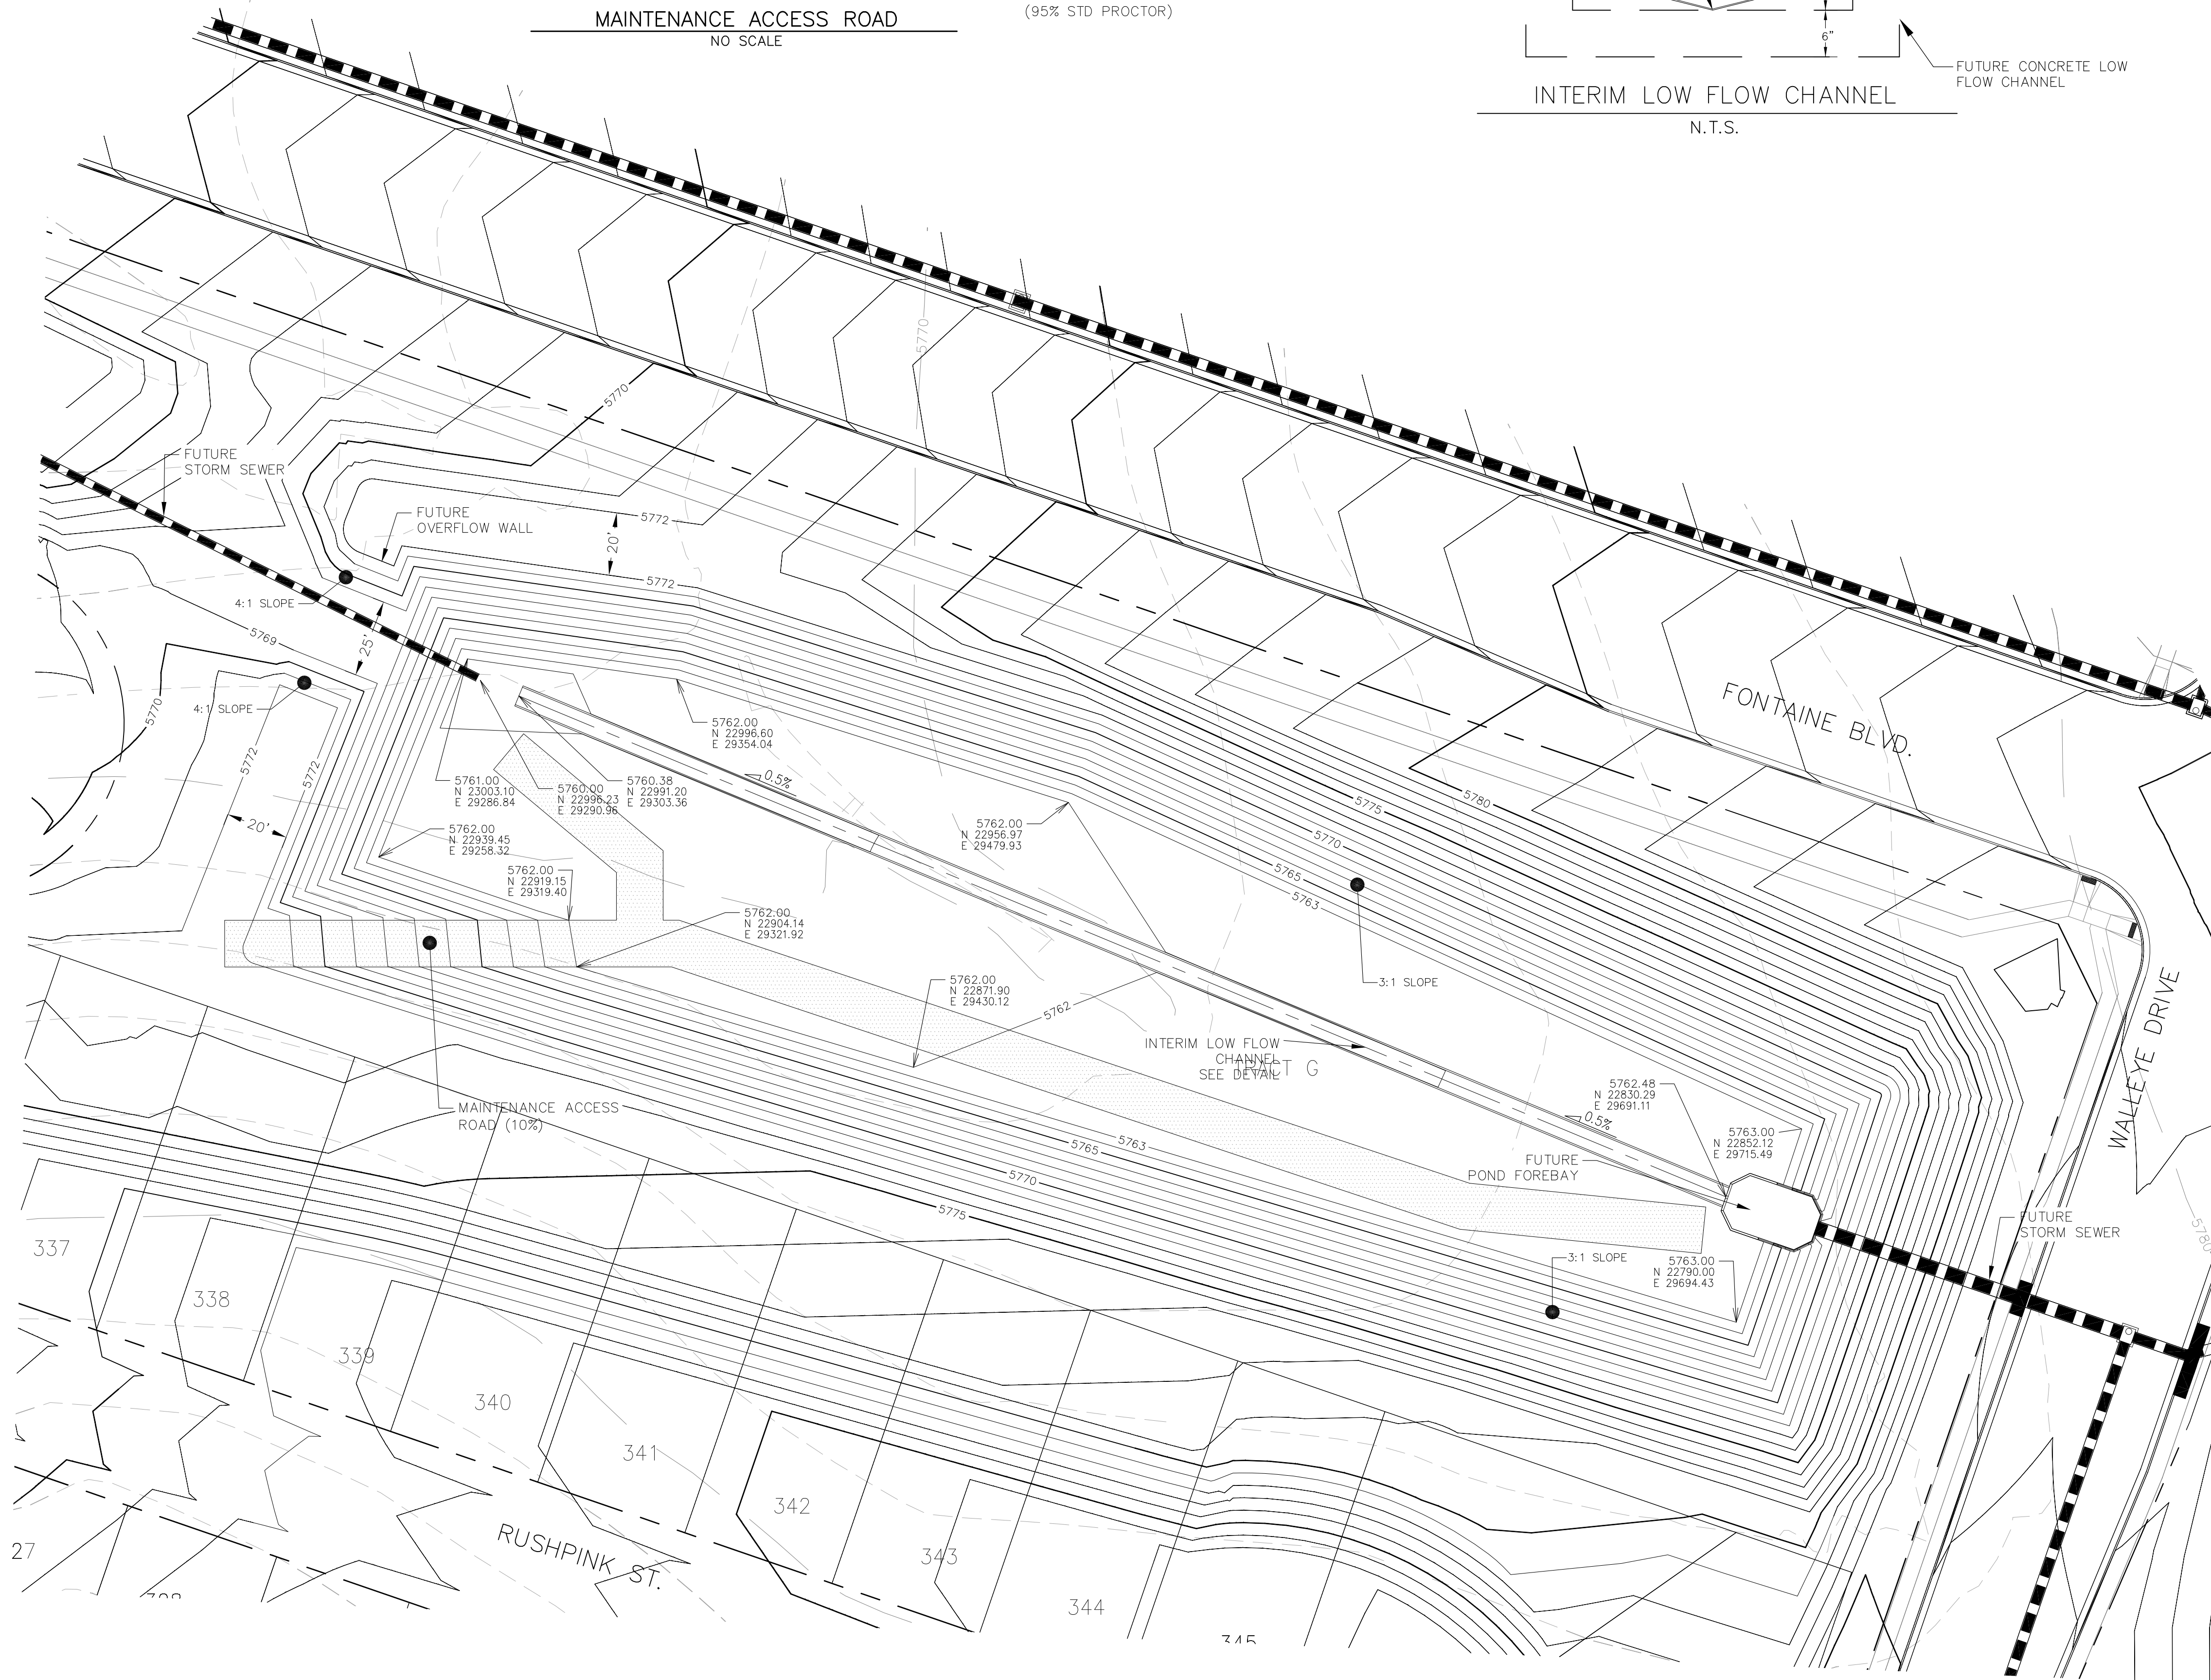 MAINTENANCE ACCESS ROAD
NO SCALE
(95% STD PROCTOR)
6"
FUTURE CONCRETE LOW
FLOW CHANNEL
INTERIM LOW FLOW CHANNEL
N.T.S.
5770
5770
FUTURE
STORM SEWER
FUTURE
OVERFLOW WALL
5772
20'
5772
4:1 SLOPE
5769
25'
4:1 SLOPE
5770
5772
5772
20'
5762.00
N 22996.60
E 29354.04
0.5%
5761.00
N 23003.10
E 29286.84
5760.00
N 22996.23
E 29290.96
5760.38
N 22991.20
E 29303.36
5762.00
N 22939.45
E 29258.32
5762.00
N 22919.15
E 29319.40
5762.00
N 22904.14
E 29321.92
5762.00
N 22956.97
E 29479.93
5780
5775
5770
5765
5763
FONTAINE BLVD.
3:1 SLOPE
5762.00
N 22871.90
E 29430.12
5762
INTERIM LOW FLOW
CHANNEL
SEE DETAIL
TRACT G
WALLEYE DRIVE
MAINTENANCE ACCESS
ROAD (10%)
5762.48
N 22830.29
E 29691.11
0.5%
5763.00
N 22852.12
E 29715.49
FUTURE
POND FOREBAY
5763
5765
5770
5775
FUTURE
STORM SEWER
5780
3:1 SLOPE
5763.00
N 22790.00
E 29694.43
337
338
339
340
341
342
343
344
345
RUSHPINK ST.
27